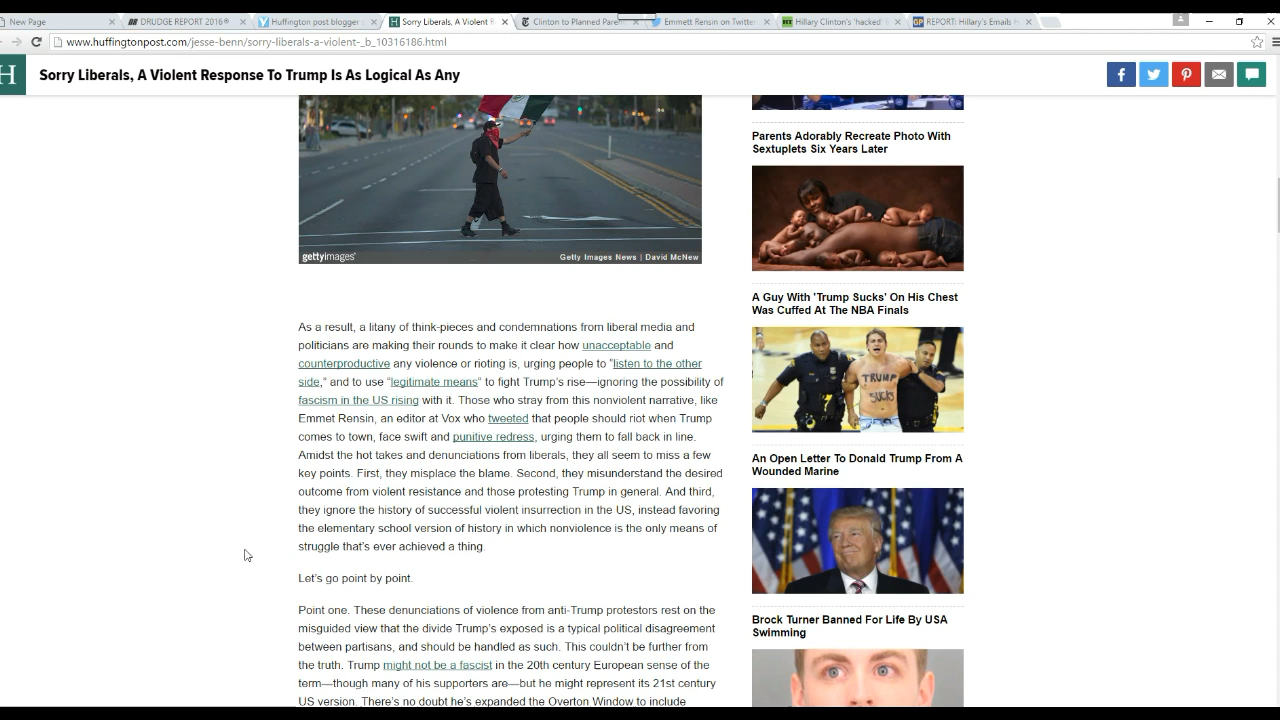 New Page
DRUDGE REPORT 2016®
Huffington post blogger
Sorry Liberals, A Violent R
Clinton to Planned Paren
Emmett Rensin on Twitter
Hillary Clinton's 'hacked'
REPORT: Hillary's Emails H
www.huffingtonpost.com/jesse-benn/sorry-liberals-a-violent-_b_10316186.html
H
Sorry Liberals, A Violent Response To Trump Is As Logical As Any
gettyimages
Getty Images News | David McNew
As a result, a litany of think-pieces and condemnations from liberal media and
politicians are making their rounds to make it clear how unacceptable and
counterproductive any violence or rioting is, urging people to “listen to the other
side,” and to use “legitimate means” to fight Trump’s rise—ignoring the possibility of
fascism in the US rising with it. Those who stray from this nonviolent narrative, like
Emmet Rensin, an editor at Vox who tweeted that people should riot when Trump
comes to town, face swift and punitive redress, urging them to fall back in line.
Amidst the hot takes and denunciations from liberals, they all seem to miss a few
key points. First, they misplace the blame. Second, they misunderstand the desired
outcome from violent resistance and those protesting Trump in general. And third,
they ignore the history of successful violent insurrection in the US, instead favoring
the elementary school version of history in which nonviolence is the only means of
struggle that’s ever achieved a thing.
Let’s go point by point.
Point one. These denunciations of violence from anti-Trump protestors rest on the
misguided view that the divide Trump’s exposed is a typical political disagreement
between partisans, and should be handled as such. This couldn’t be further from
the truth. Trump might not be a fascist in the 20th century European sense of the
term—though many of his supporters are—but he might represent its 21st century
US version. There’s no doubt he’s expanded the Overton Window to include
Parents Adorably Recreate Photo With
Sextuplets Six Years Later
A Guy With 'Trump Sucks' On His Chest
Was Cuffed At The NBA Finals
TRUMP
SUCKS
An Open Letter To Donald Trump From A
Wounded Marine
Brock Turner Banned For Life By USA
Swimming